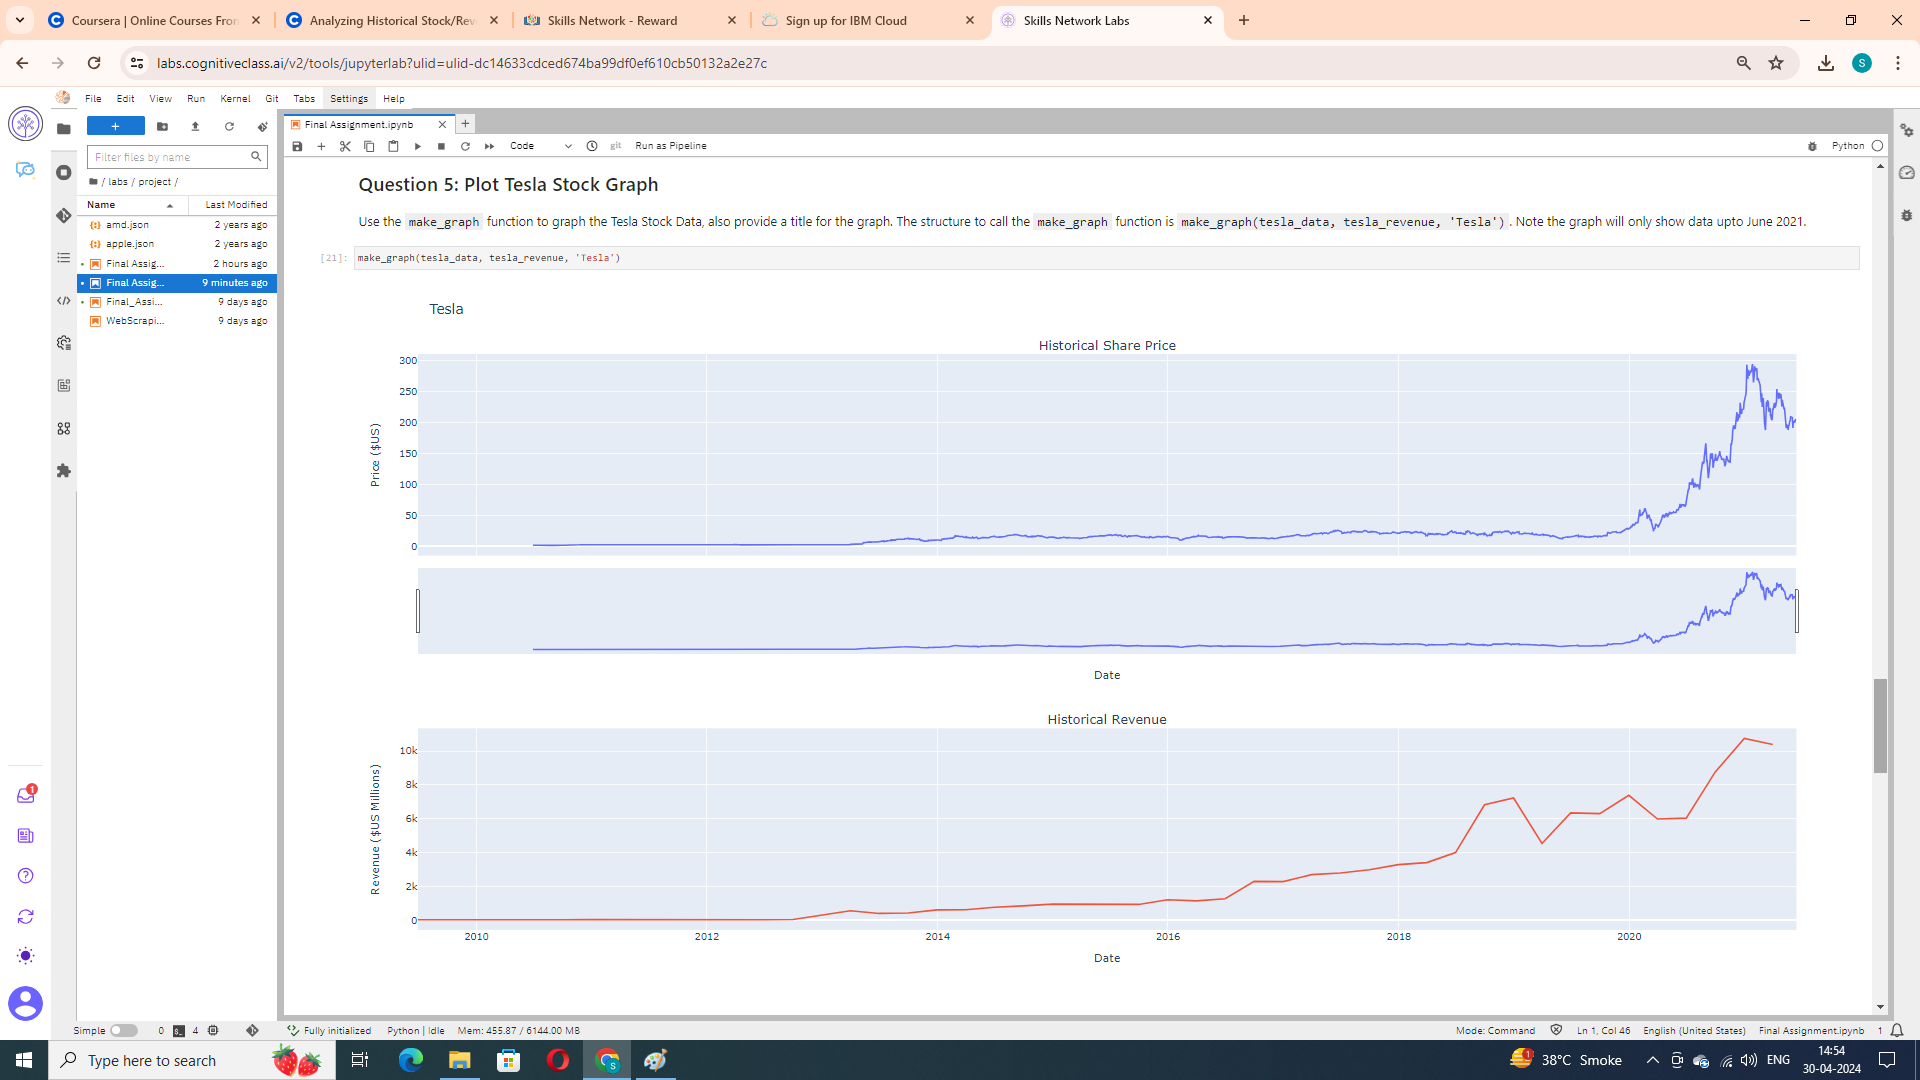 Coursera | Online Courses Fron
Analyzing Historical Stock/Reve
Skills Network - Reward
Sign up for IBM Cloud
Skills Network Labs
labs.cognitiveclass.ai/v2/tools/jupyterlab?ulid=ulid-dc14633cdced674ba99df0ef610cb50132a2e27c
S
File Edit View Run Kernel Git Tabs Settings Help
Filter files by name
/ labs / project /
Name Last Modified
amd.json 2 years ago
apple.json 2 years ago
Final Assig... 2 hours ago
Final Assig... 9 minutes ago
Final_Assi... 9 days ago
WebScrapi... 9 days ago
Final Assignment.ipynb
Code git Run as Pipeline Python
Question 5: Plot Tesla Stock Graph
Use the make_graph function to graph the Tesla Stock Data, also provide a title for the graph. The structure to call the make_graph function is make_graph(tesla_data, tesla_revenue, 'Tesla') . Note the graph will only show data upto June 2021.
[21]: make_graph(tesla_data, tesla_revenue, 'Tesla')
Tesla
Historical Share Price
300
250
200
150
100
50
0
Price ($US)
Date
Historical Revenue
10k
8k
6k
4k
2k
0
Revenue ($US Millions)
2010 2012 2014 2016 2018 2020
Date
1
Simple 0 4 Fully initialized Python | Idle Mem: 455.87 / 6144.00 MB Mode: Command Ln 1, Col 46 English (United States) Final Assignment.ipynb 1
Type here to search
1 38°C Smoke ENG
14:54
30-04-2024